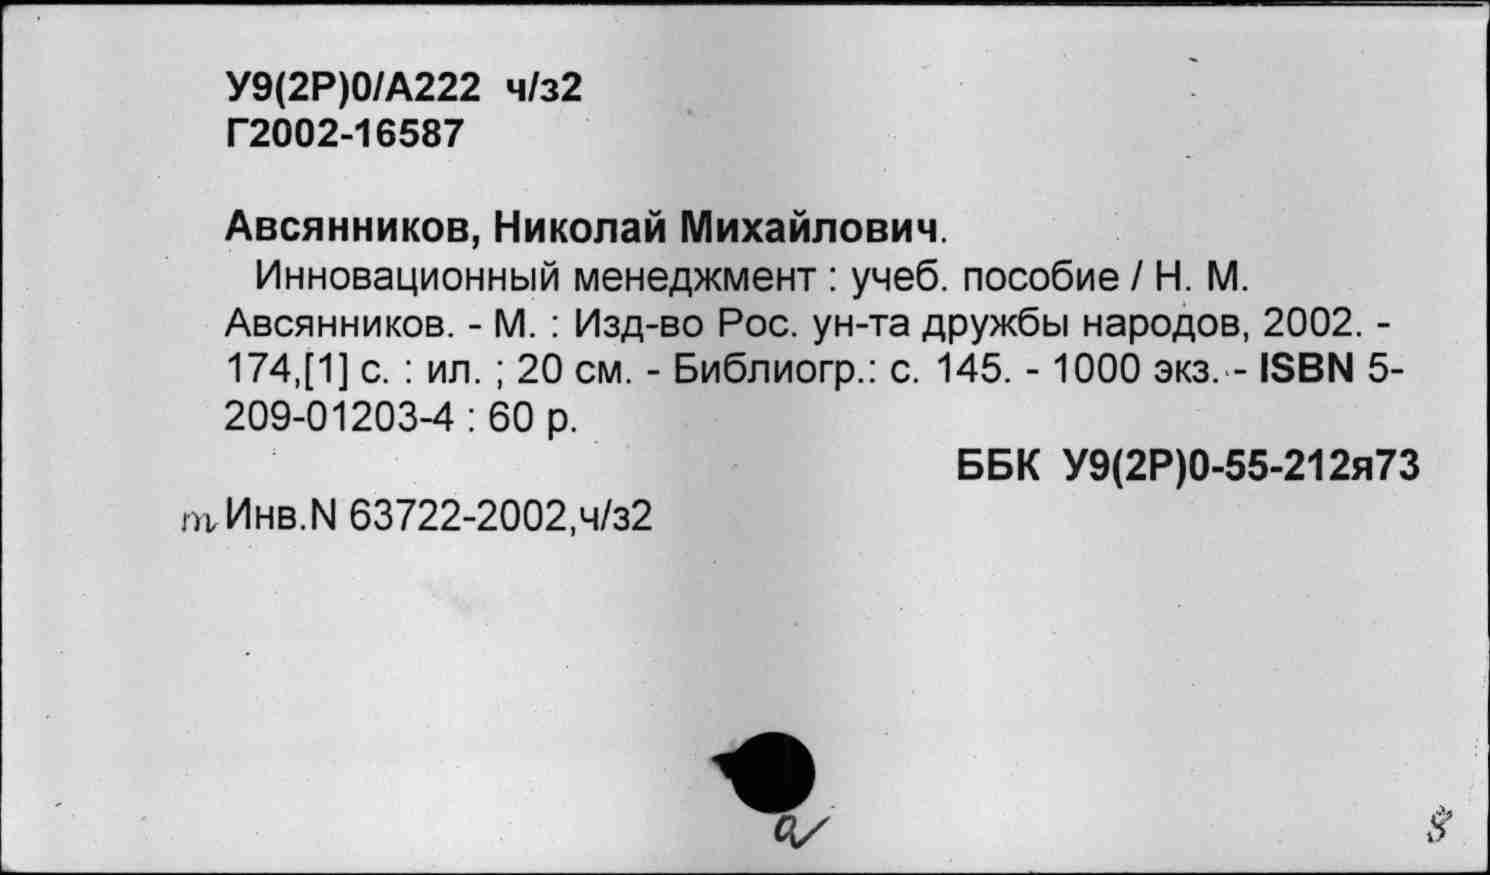 У9(2Р)0/А222 ч/з2
Г2002-16587
Авсянников, Николай Михайлович.
Инновационный менеджмент : учеб. пособие / Н. М.
Авсянников. - М. : Изд-во Рос. ун-та дружбы народов, 2002. -
174,[1] с. : ил. ; 20 см. - Библиогр.: с. 145. - 1000 экз. - ISBN 5-
209-01203-4 : 60 р.
ББК У9(2Р)0-55-212я73
Инв.N 63722-2002,ч/з2